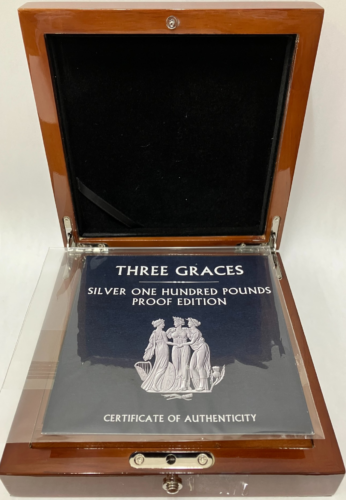 THREE GRACES
SILVER ONE HUNDRED POUNDS
PROOF EDITION
CERTIFICATE OF AUTHENTICITY